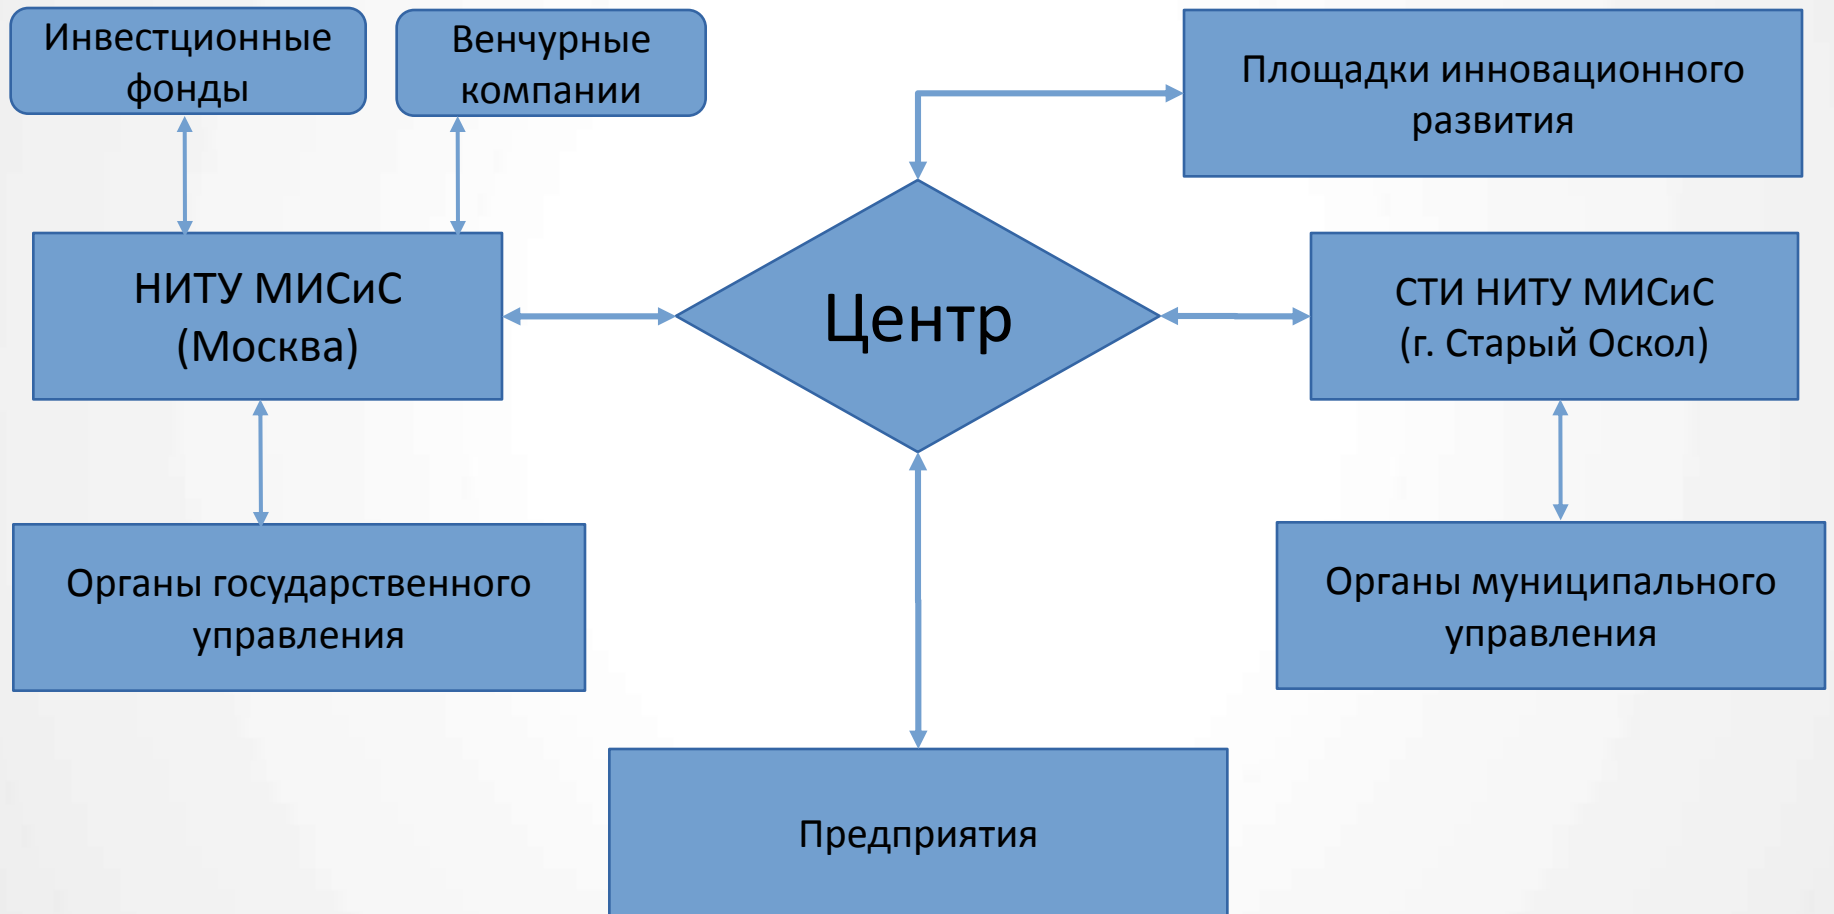 Инвестционные
фонды
Венчурные
компании
Площадки инновационного
развития
НИТУ МИСиС
(Москва)
Центр
СТИ НИТУ МИСиС
(г. Старый Оскол)
Органы государственного
управления
Органы муниципального
управления
Предприятия